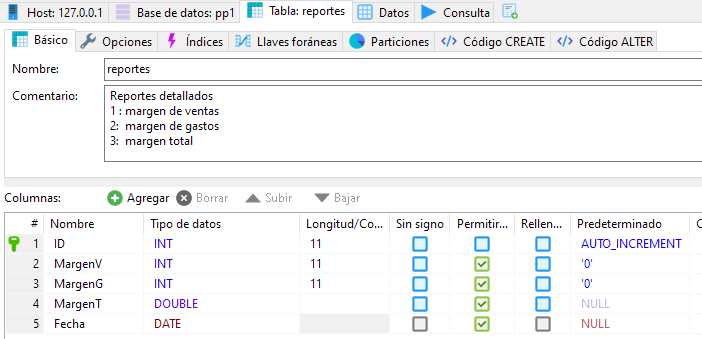 Host: 127.0.0.1 Base de datos: pp1 Tabla: reportes Datos Consulta
Básico Opciones Índices Llaves foráneas Particiones Código CREATE Código ALTER
Nombre: reportes
Comentario: Reportes detallados
1 : margen de ventas
2: margen de gastos
3: margen total
Columnas: Agregar Borrar Subir Bajar
# Nombre Tipo de datos Longitud/Co... Sin signo Permitir... Rellen... Predeterminado C
1 ID INT 11 AUTO_INCREMENT
2 MargenV INT 11 '0'
3 MargenG INT 11 '0'
4 MargenT DOUBLE NULL
5 Fecha DATE NULL